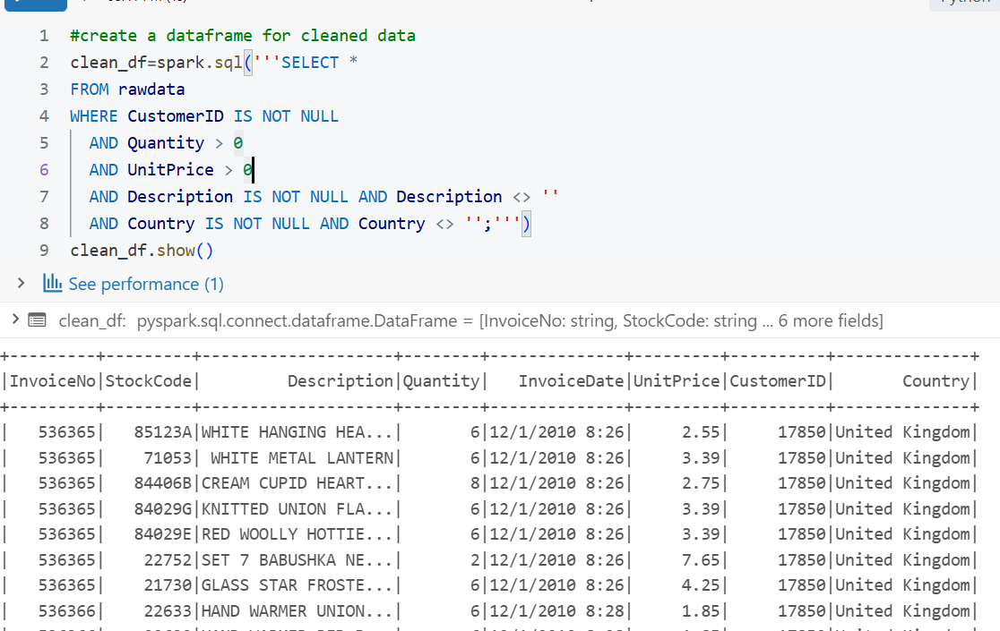 1 #create a dataframe for cleaned data
2 clean_df=spark.sql('''SELECT *
3 FROM rawdata
4 WHERE CustomerID IS NOT NULL
5 AND Quantity > 0
6 AND UnitPrice > 0
7 AND Description IS NOT NULL AND Description <> ''
8 AND Country IS NOT NULL AND Country <> '';''')
9 clean_df.show()
See performance (1)
clean_df: pyspark.sql.connect.dataframe.DataFrame = [InvoiceNo: string, StockCode: string ... 6 more fields]
+---------+---------+--------------------+--------+--------------+---------+----------+--------------+
|InvoiceNo|StockCode|         Description|Quantity|   InvoiceDate|UnitPrice|CustomerID|       Country|
+---------+---------+--------------------+--------+--------------+---------+----------+--------------+
|   536365|   85123A|WHITE HANGING HEA...|       6|12/1/2010 8:26|     2.55|     17850|United Kingdom|
|   536365|    71053| WHITE METAL LANTERN|       6|12/1/2010 8:26|     3.39|     17850|United Kingdom|
|   536365|   84406B|CREAM CUPID HEART...|       8|12/1/2010 8:26|     2.75|     17850|United Kingdom|
|   536365|   84029G|KNITTED UNION FLA...|       6|12/1/2010 8:26|     3.39|     17850|United Kingdom|
|   536365|   84029E|RED WOOLLY HOTTIE...|       6|12/1/2010 8:26|     3.39|     17850|United Kingdom|
|   536365|    22752|SET 7 BABUSHKA NE...|       2|12/1/2010 8:26|     7.65|     17850|United Kingdom|
|   536365|    21730|GLASS STAR FROSTE...|       6|12/1/2010 8:26|     4.25|     17850|United Kingdom|
|   536366|    22633|HAND WARMER UNION...|       6|12/1/2010 8:28|     1.85|     17850|United Kingdom|